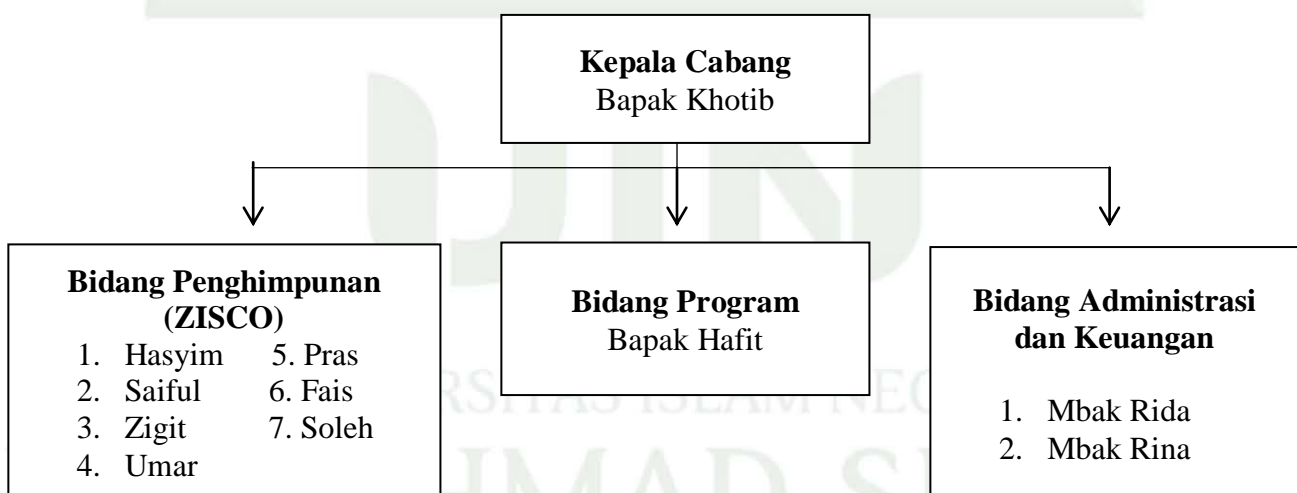 Kepala Cabang
Bapak Khotib
Bidang Penghimpunan
(ZISCO)
1. Hasyim 5. Pras
2. Saiful 6. Fais
3. Zigit 7. Soleh
4. Umar
Bidang Program
Bapak Hafit
Bidang Administrasi
dan Keuangan
1. Mbak Rida
2. Mbak Rina
UIN